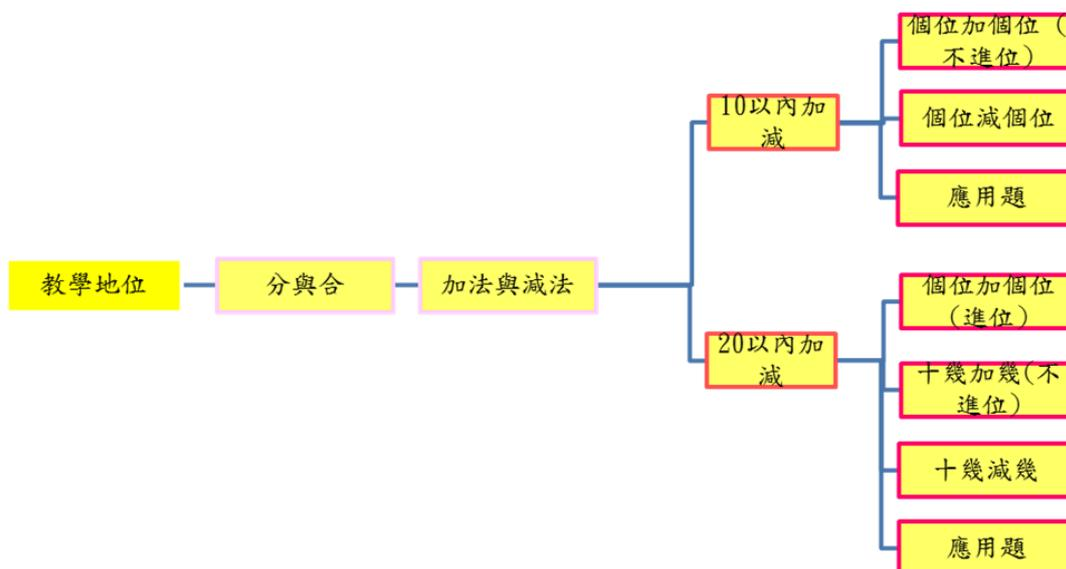 教學地位
分與合
加法與減法
10以內加
減
個位加個位（
不進位)
個位減個位
應用題
20以內加
減
個位加個位
(進位)
十幾加幾(不
進位)
十幾減幾
應用題